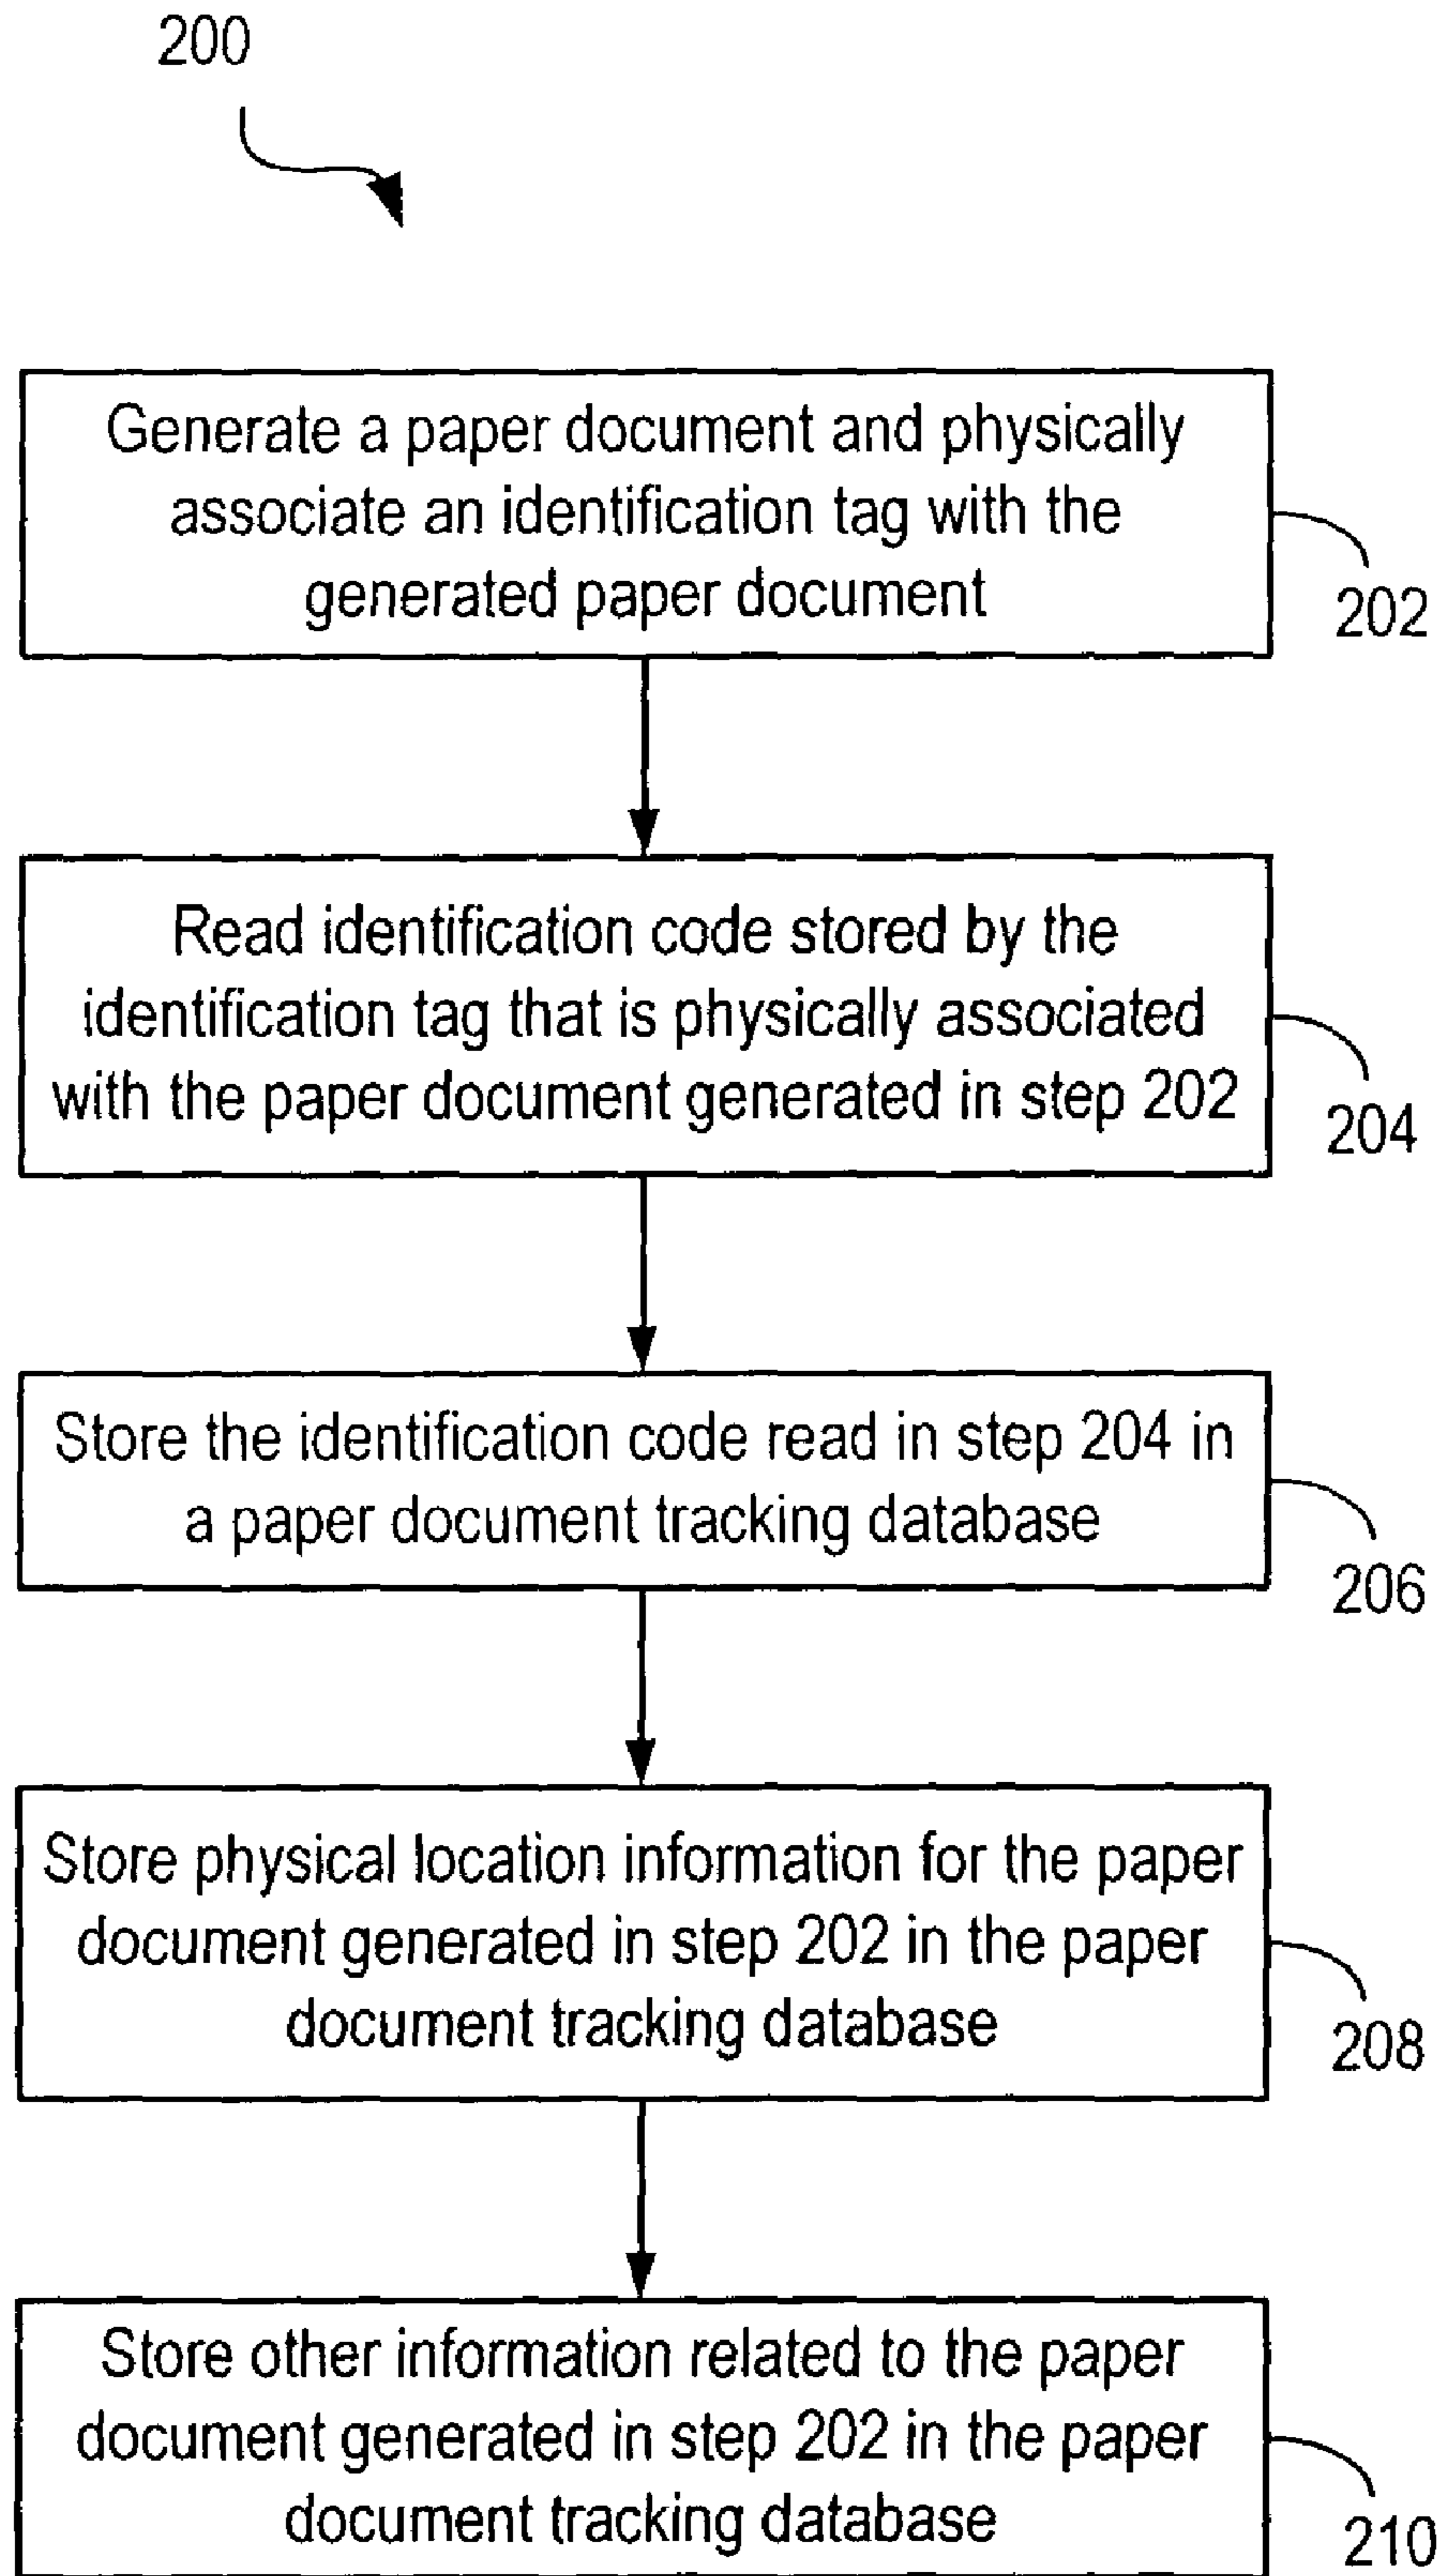 200
Generate a paper document and physically
associate an identification tag with the
generated paper document
202
Read identification code stored by the
identification tag that is physically associated
with the paper document generated in step 202
204
Store the identification code read in step 204 in
a paper document tracking database
206
Store physical location information for the paper
document generated in step 202 in the paper
document tracking database
208
Store other information related to the paper
document generated in step 202 in the paper
document tracking database
210